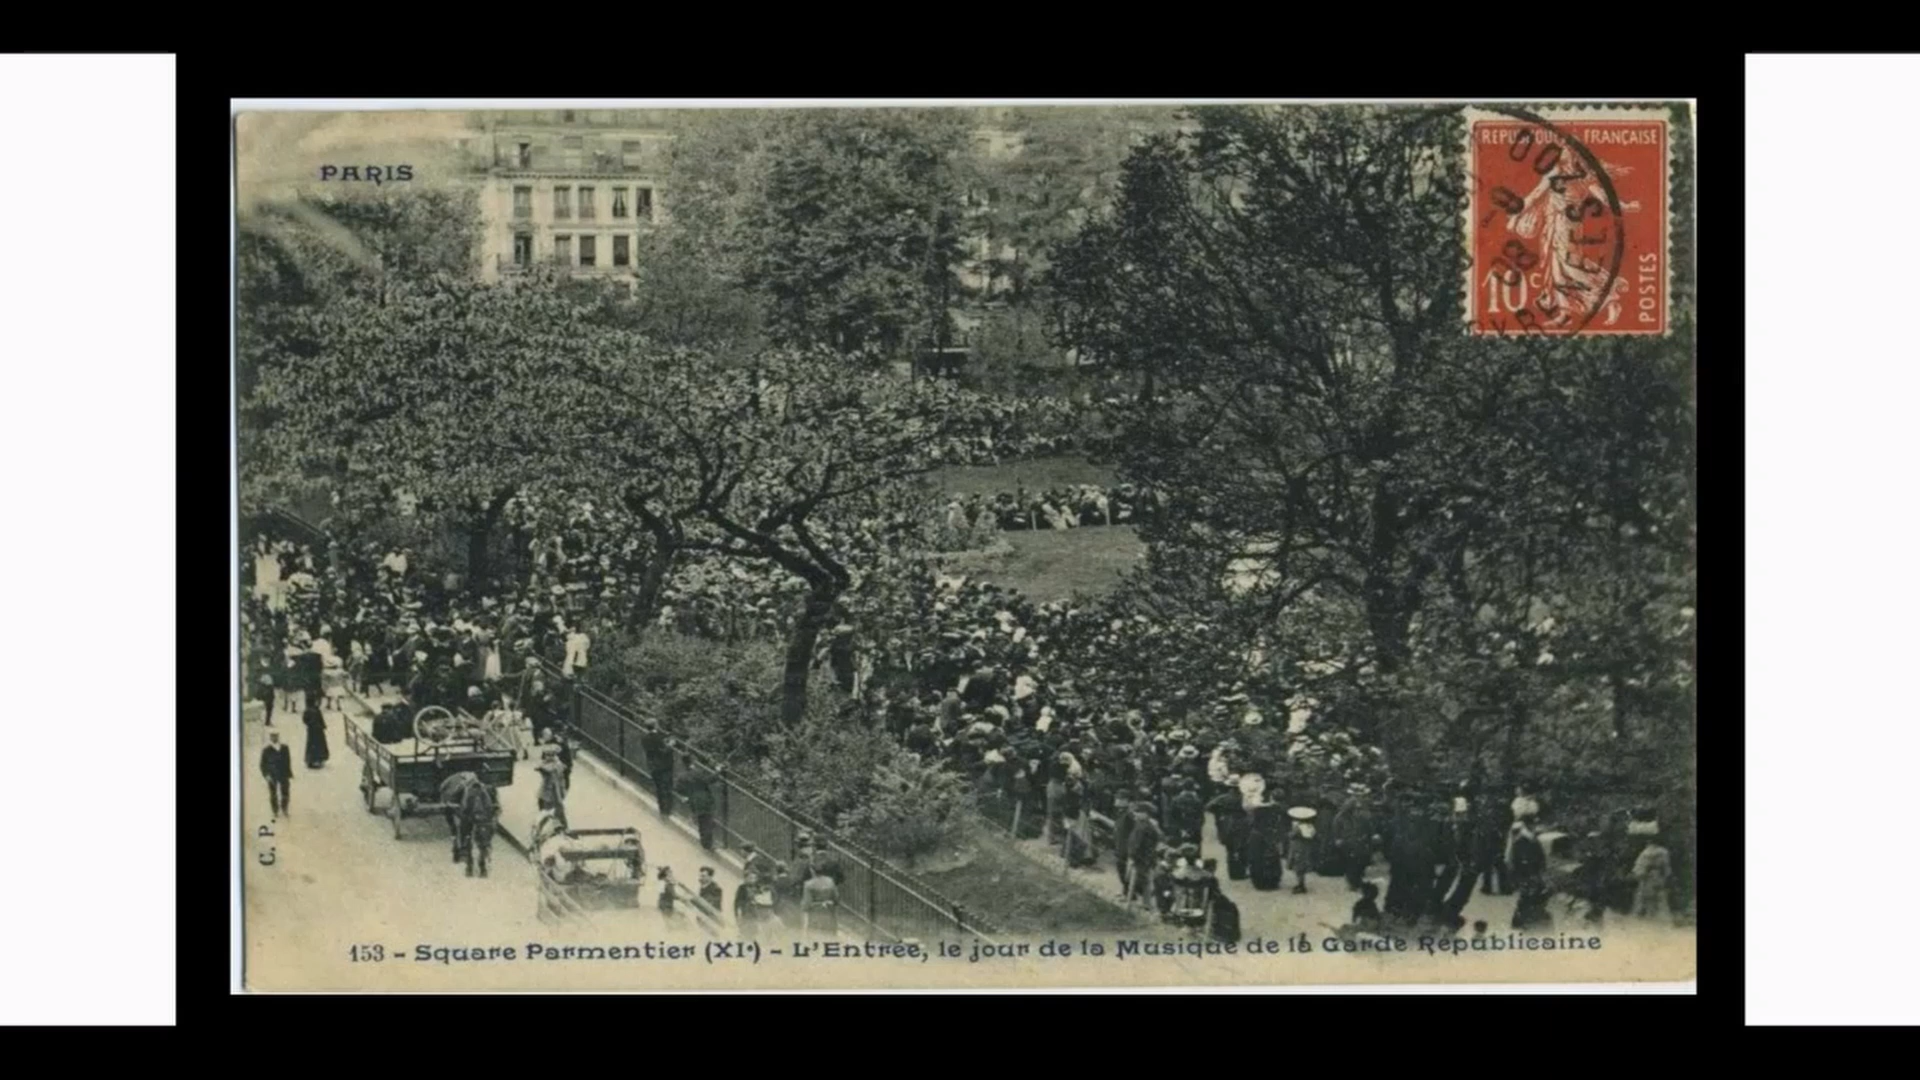 PARIS
REPUBLIQUE FRANÇAISE
10c
POSTES
C. P.
153 - Square Parmentier (XIe) - L'Entrée, le jour de la Musique de la Garde Républicaine